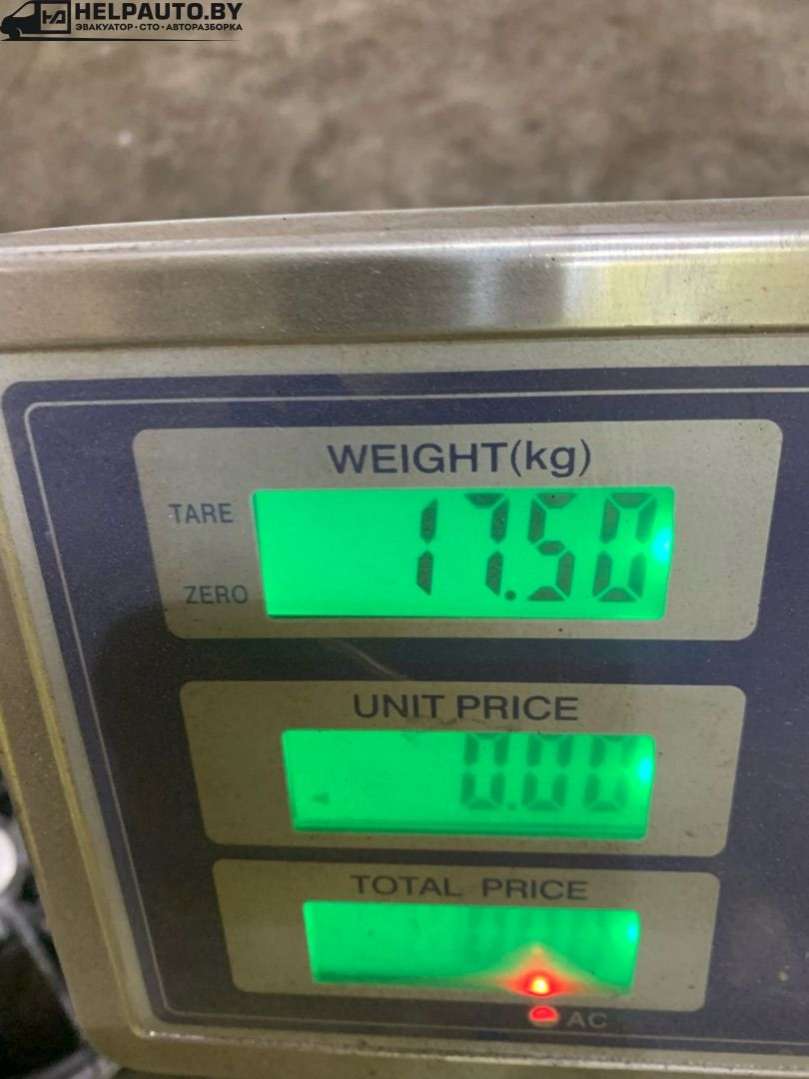 HELPAUTO.BY
ЭВАКУАТОР • СТО • АВТОРАЗБОРКА
WEIGHT(kg)
TARE
17.50
ZERO
UNIT PRICE
0.00
TOTAL PRICE
AC